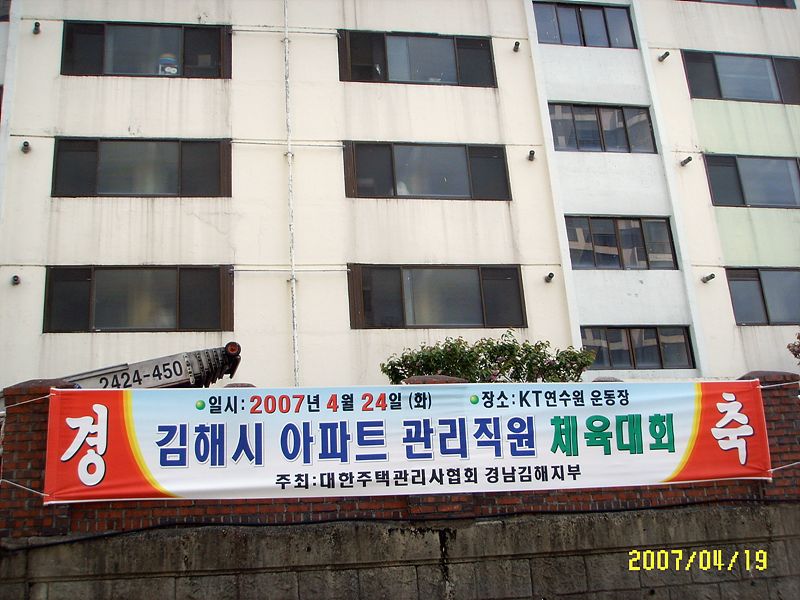 2424-450
경
일시: 2007년 4월 24일 (화) 장소: KT연수원 운동장
김해시 아파트 관리직원 체육대회
주최:대한주택관리사협회 경남김해지부
축
2007/04/19